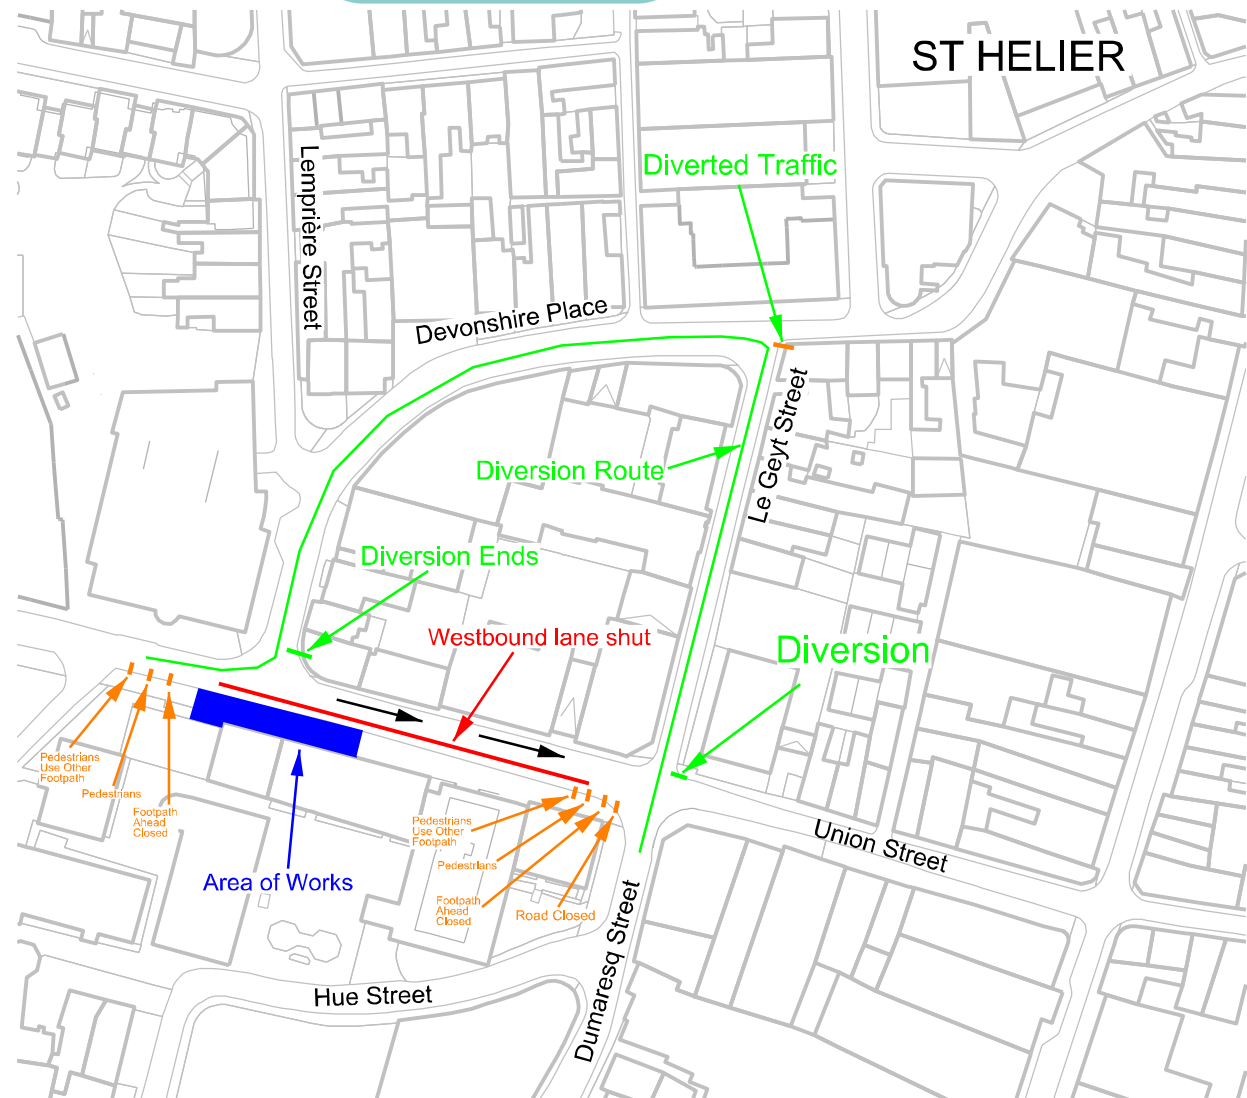 ST HELIER
Diverted Traffic
Lemprière Street
Devonshire Place
Le Geyt Street
Diversion Route
Diversion Ends
Westbound lane shut
Diversion
Pedestrians
Use Other
Footpath
Pedestrians
Footpath
Ahead
Closed
Pedestrians
Use Other
Footpath
Pedestrians
Footpath
Ahead
Closed
Road Closed
Union Street
Area of Works
Dumaresq Street
Hue Street